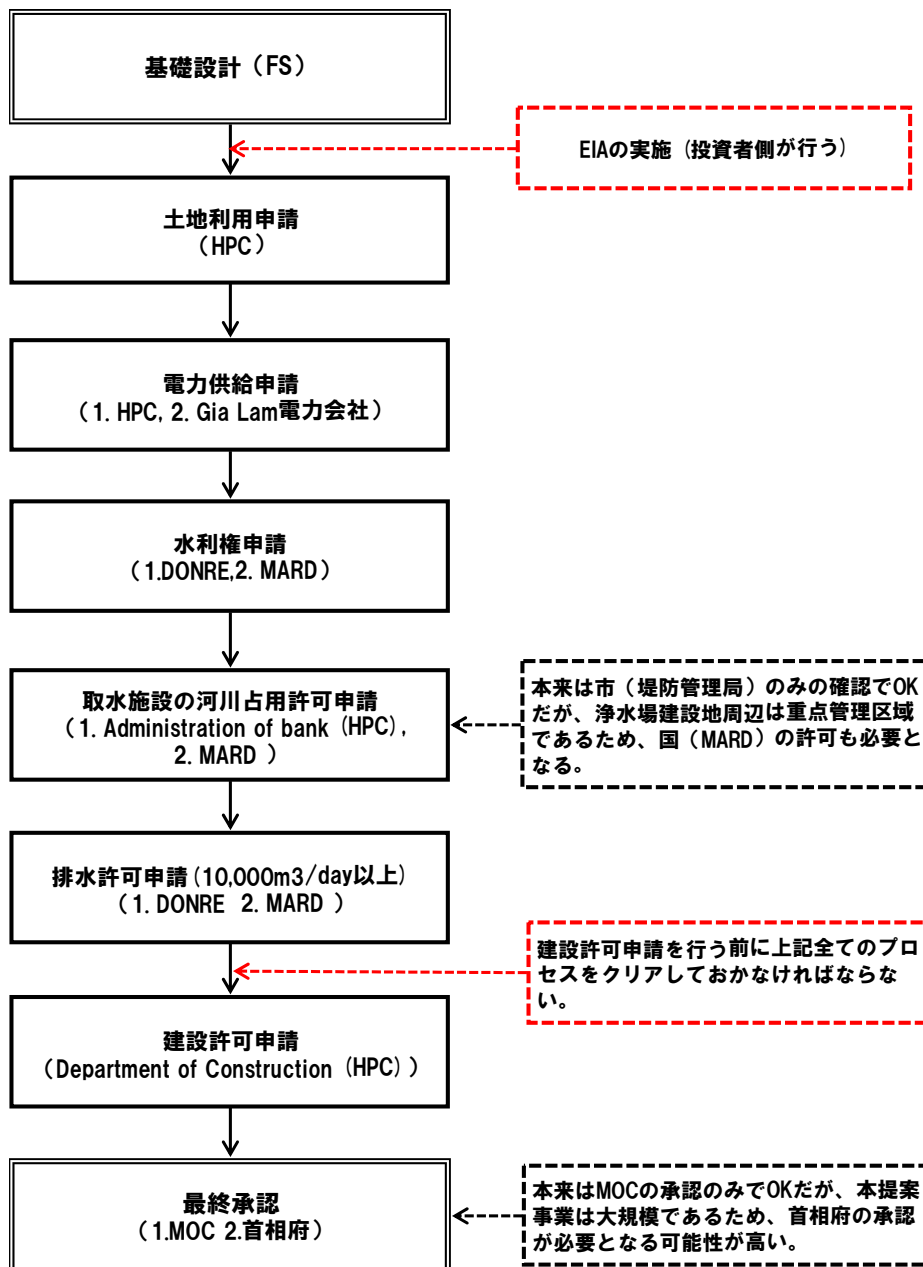 基礎設計（FS）
EIAの実施（投資者側が行う）
土地利用申請
（HPC）
電力供給申請
（1. HPC, 2. Gia Lam電力会社）
水利権申請
（1.DONRE,2. MARD）
取水施設の河川占用許可申請
（1. Administration of bank（HPC）,
2. MARD ）
本来は市（堤防管理局）のみの確認でOK
だが、浄水場建設地周辺は重点管理区域
であるため、国（MARD）の許可も必要と
なる。
排水許可申請(10,000m3/day以上)
（1. DONRE 2. MARD ）
建設許可申請を行う前に上記全てのプロ
セスをクリアしておかなければならな
い。
建設許可申請
（Department of Construction（HPC））
最終承認
（1.MOC 2.首相府）
本来はMOCの承認のみでOKだが、本提案
事業は大規模であるため、首相府の承認
が必要となる可能性が高い。